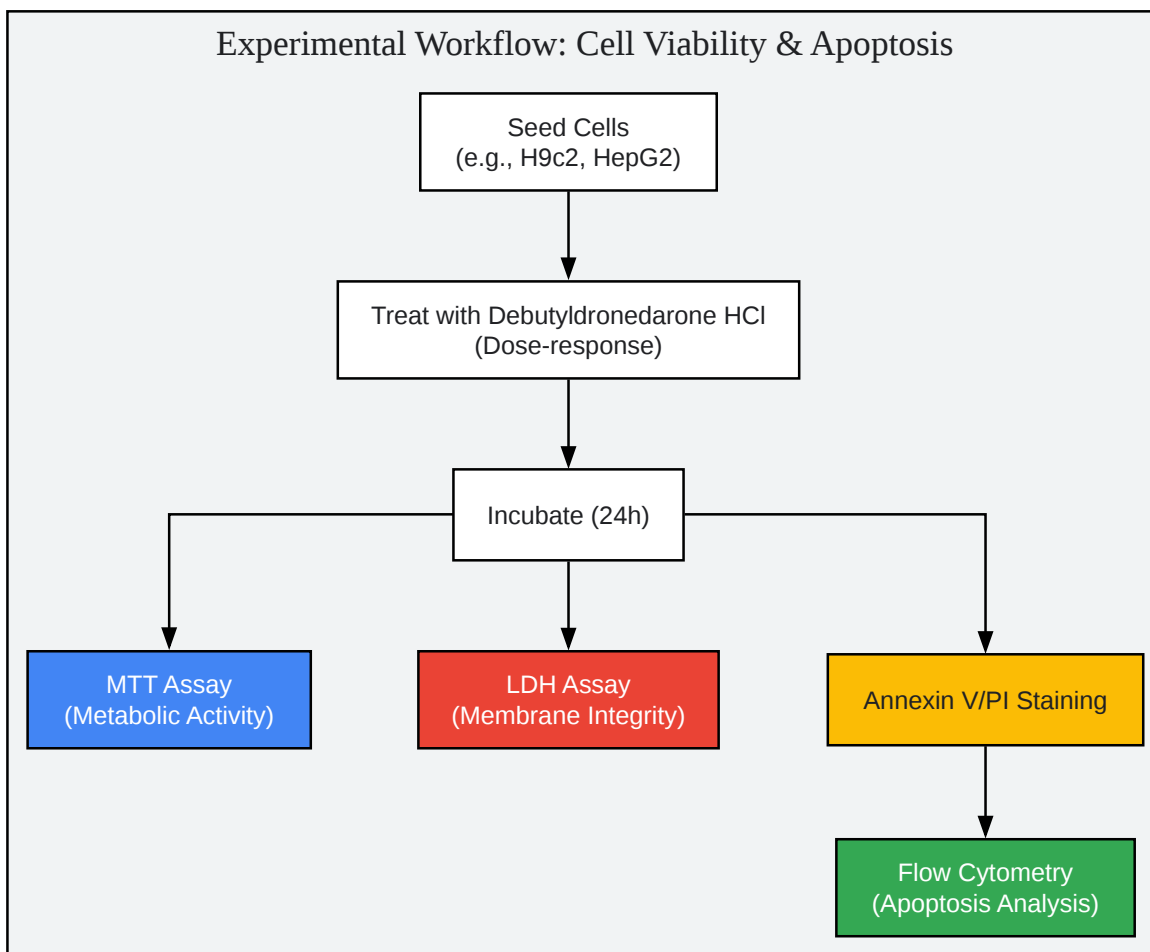 Experimental Workflow: Cell Viability & Apoptosis
Seed Cells
(e.g., H9c2, HepG2)
Treat with Debutyldronedarone HCl
(Dose-response)
Incubate (24h)
MTT Assay
(Metabolic Activity)
LDH Assay
(Membrane Integrity)
Annexin V/PI Staining
Flow Cytometry
(Apoptosis Analysis)